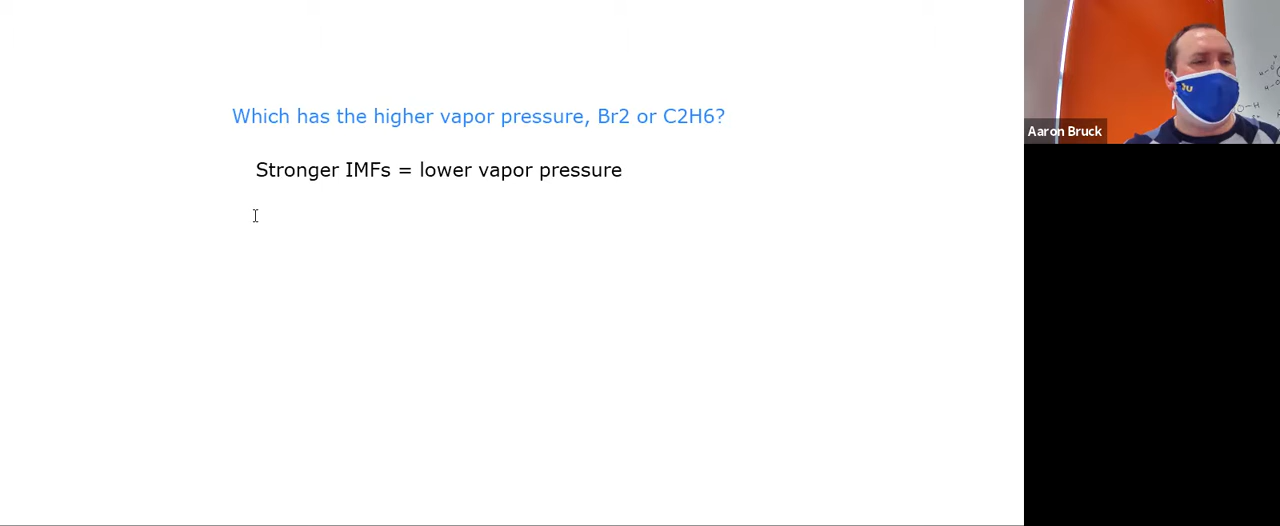 Which has the higher vapor pressure, Br2 or C2H6?
Stronger IMFs = lower vapor pressure
Aaron Bruck